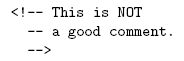 <!-- This is NOT
  -- a good comment.
  -->